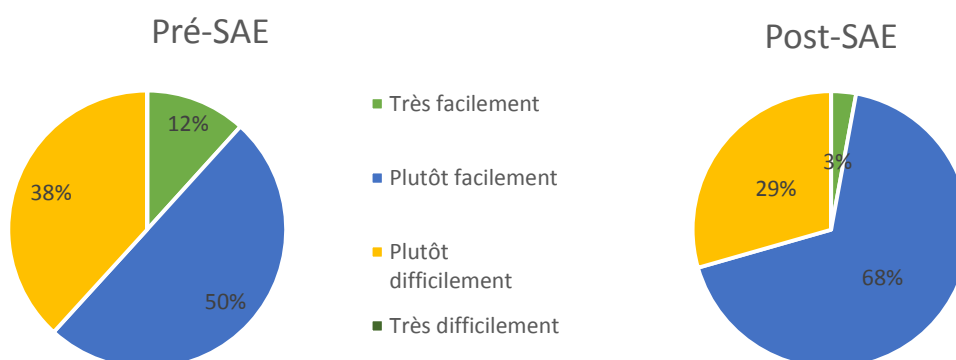 Pré-SAE
12%
38%
50%
Très facilement
Plutôt facilement
Plutôt
difficilement
Très difficilement
Post-SAE
3%
29%
68%